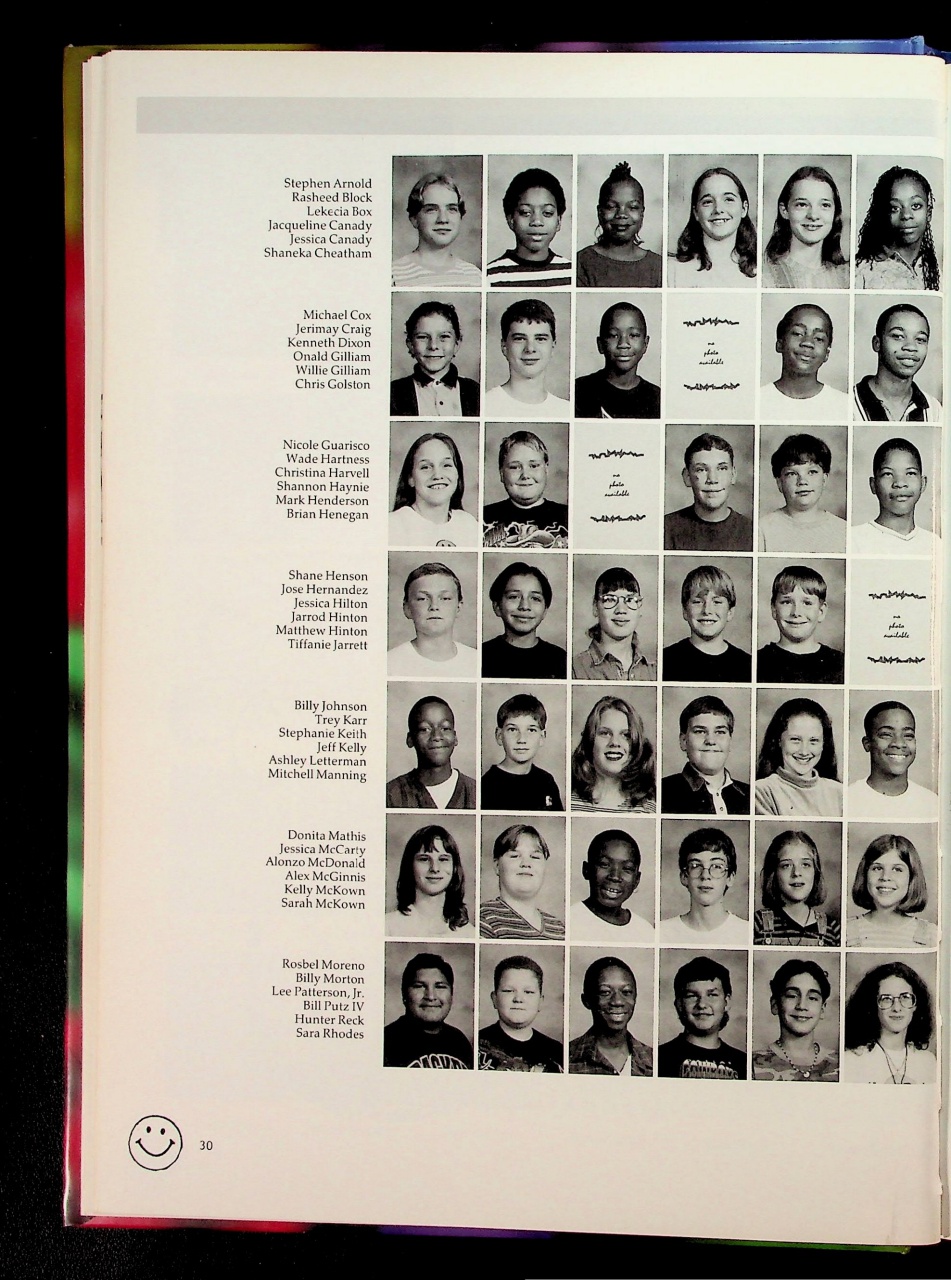 Stephen Arnold
Rasheed Block
Lekecia Box
Jacqueline Canady
Jessica Canady
Shaneka Cheatham
Michael Cox
Jerimay Craig
Kenneth Dixon
Onald Gilliam
Willie Gilliam
Chris Golston
no
photo
available
Nicole Guarisco
Wade Hartness
Christina Harvell
Shannon Haynie
Mark Henderson
Brian Henegan
no
photo
available
Shane Henson
Jose Hernandez
Jessica Hilton
Jarrod Hinton
Matthew Hinton
Tiffanie Jarrett
no
photo
available
Billy Johnson
Trey Karr
Stephanie Keith
Jeff Kelly
Ashley Letterman
Mitchell Manning
Donita Mathis
Jessica McCarty
Alonzo McDonald
Alex McGinnis
Kelly McKown
Sarah McKown
Rosbel Moreno
Billy Morton
Lee Patterson, Jr.
Bill Putz IV
Hunter Reck
Sara Rhodes
30